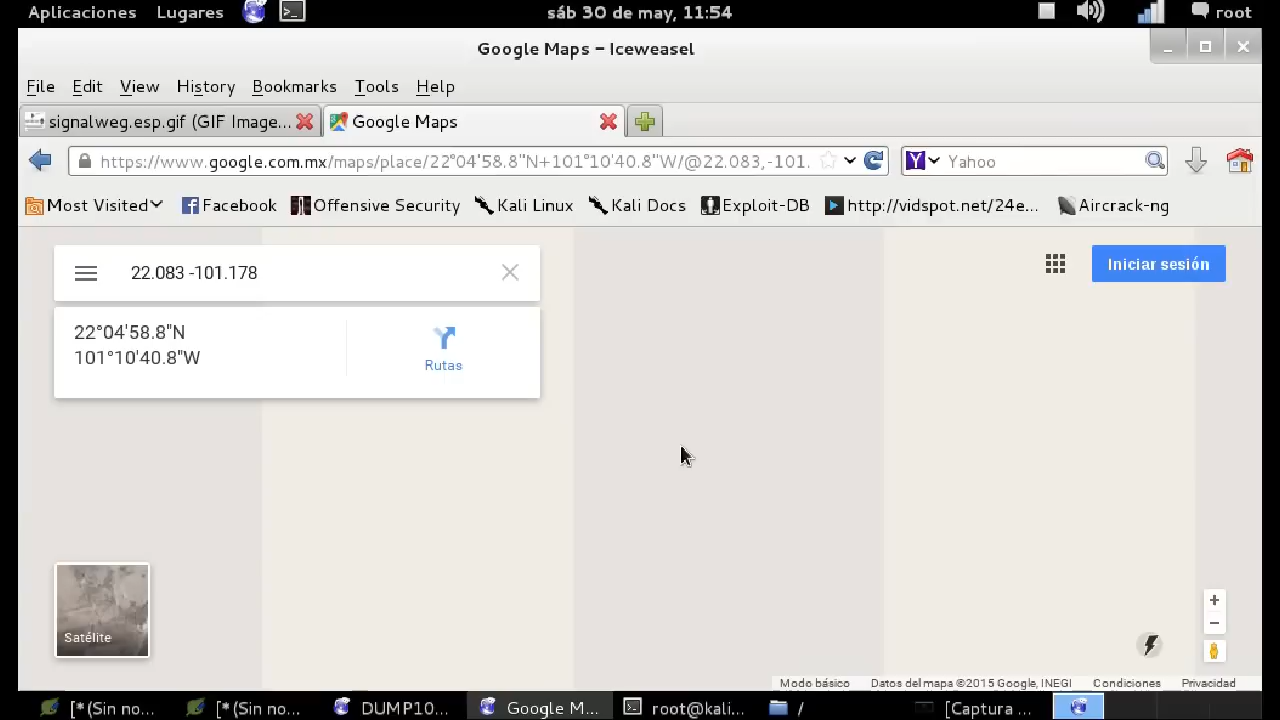 Aplicaciones Lugares sáb 30 de may, 11:54 root
Google Maps - Iceweasel
File Edit View History Bookmarks Tools Help
signalweg.esp.gif (GIF Image... Google Maps
https://www.google.com.mx/maps/place/22°04'58.8"N+101°10'40.8"W/@22.083,-101. Yahoo
Most Visited Facebook Offensive Security Kali Linux Kali Docs Exploit-DB http://vidspot.net/24e... Aircrack-ng
22.083 -101.178
Iniciar sesión
22°04'58.8"N
101°10'40.8"W
Rutas
Satélite
Modo básico Datos del mapa ©2015 Google, INEGI Condiciones Privacidad
[*(Sin no... [*(Sin no... DUMP10... Google M... root@kali... / [Captura ...